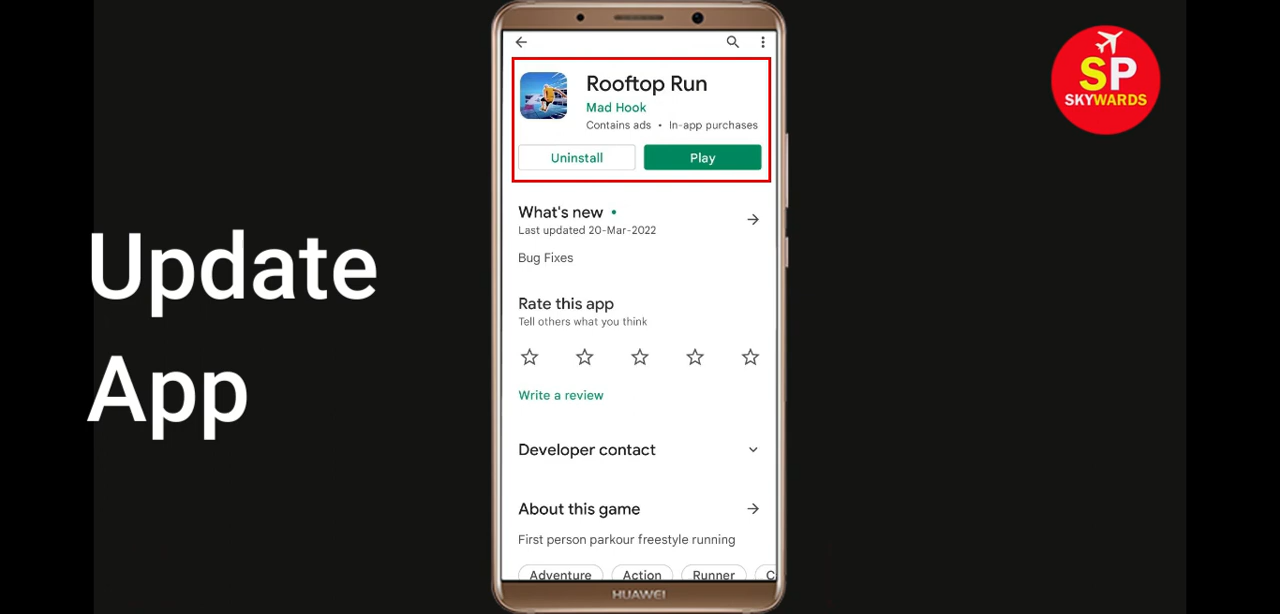 Update
App
Rooftop Run
Mad Hook
Contains ads • In-app purchases
Uninstall
Play
What's new •
Last updated 20-Mar-2022
Bug Fixes
Rate this app
Tell others what you think
Write a review
Developer contact
About this game
First person parkour freestyle running
Adventure
Action
Runner
C
HUAWEI
SP
SKYWARDS